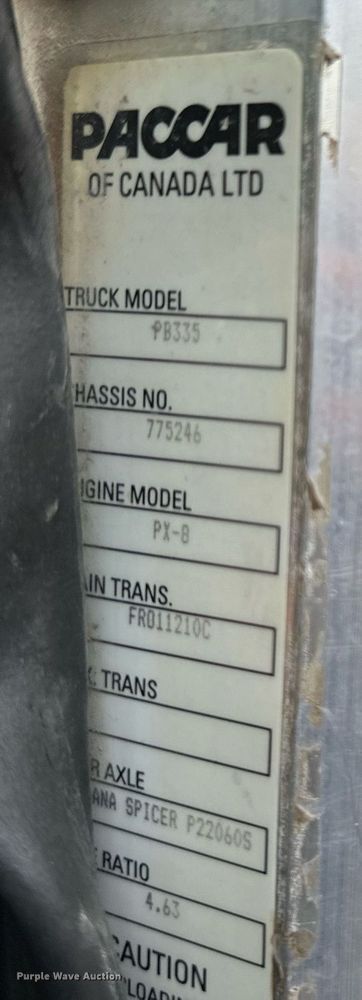 PACCAR
OF CANADA LTD
TRUCK MODEL
PB335
HASSIS NO.
775246
GINE MODEL
PX-8
AIN TRANS.
FRO11210C
TRANS
R AXLE
ANA SPICER P22060S
RATIO
4.63
CAUTION
Purple Wave Auction